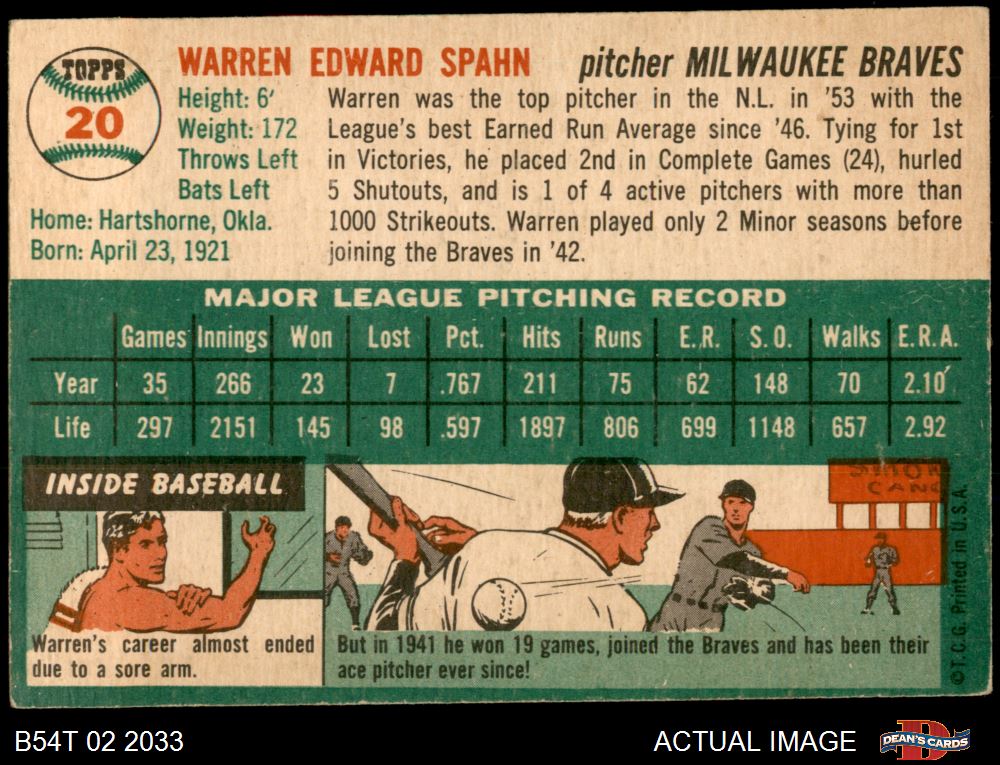 TOPPS
20
WARREN EDWARD SPAHN pitcher MILWAUKEE BRAVES
Height: 6'
Weight: 172
Throws Left
Bats Left
Home: Hartshorne, Okla.
Born: April 23, 1921
Warren was the top pitcher in the N.L. in '53 with the
League's best Earned Run Average since '46. Tying for 1st
in Victories, he placed 2nd in Complete Games (24), hurled
5 Shutouts, and is 1 of 4 active pitchers with more than
1000 Strikeouts. Warren played only 2 Minor seasons before
joining the Braves in '42.
MAJOR LEAGUE PITCHING RECORD
Games Innings Won Lost Pct. Hits Runs E.R. S.O. Walks E.R.A.
Year 35 266 23 7 .767 211 75 62 148 70 2.10
Life 297 2151 145 98 .597 1897 806 699 1148 657 2.92
INSIDE BASEBALL
Warren's career almost ended
due to a sore arm.
But in 1941 he won 19 games, joined the Braves and has been their
ace pitcher ever since!
©T.C.G. Printed in U.S.A.
B54T 02 2033
ACTUAL IMAGE
DEAN'S CARDS